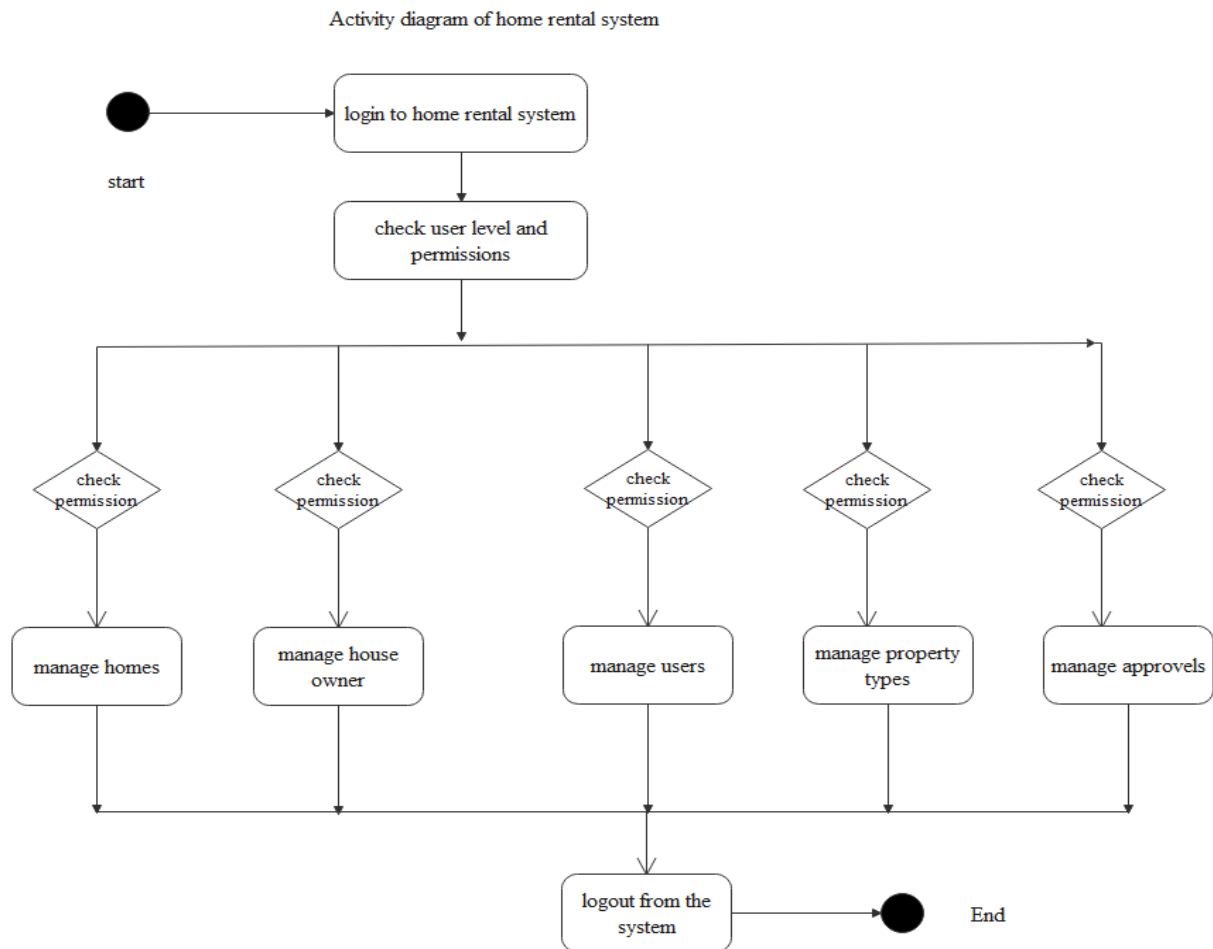 Activity diagram of home rental system
login to home rental system
start
check user level and
permissions
check
permission
check
permission
check
permission
check
permission
check
permission
manage homes
manage house
owner
manage users
manage property
types
manage approvels
logout from the
system
End